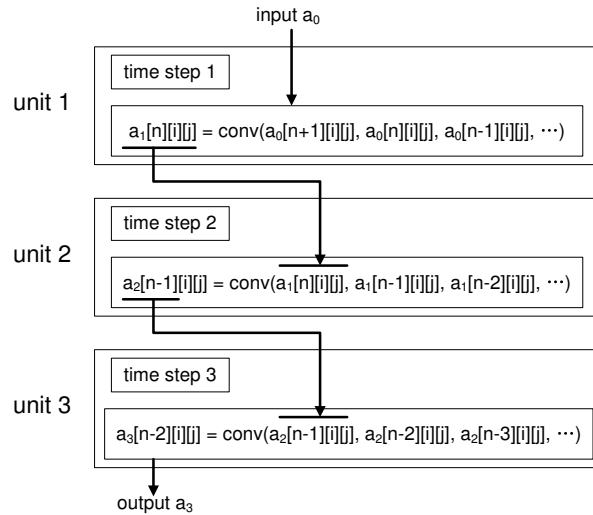 input a₀
time step 1
unit 1
a₁[n][i][j] = conv(a₀[n+1][i][j], a₀[n][i][j], a₀[n-1][i][j], ⋯)
time step 2
unit 2
a₂[n-1][i][j] = conv(a₁[n][i][j], a₁[n-1][i][j], a₁[n-2][i][j], ⋯)
time step 3
unit 3
a₃[n-2][i][j] = conv(a₂[n-1][i][j], a₂[n-2][i][j], a₂[n-3][i][j], ⋯)
output a₃